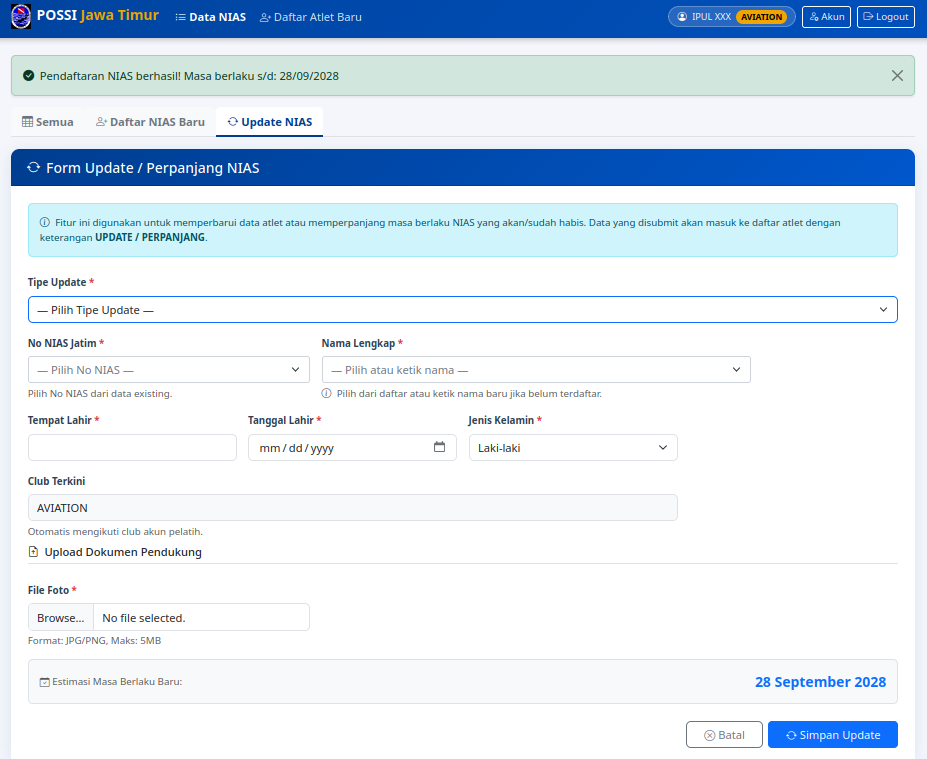 POSSI Jawa Timur Data NIAS Daftar Atlet Baru IPUL XXX AVIATION Akun Logout
Pendaftaran NIAS berhasil! Masa berlaku s/d: 28/09/2028
Semua Daftar NIAS Baru Update NIAS
Form Update / Perpanjang NIAS
Fitur ini digunakan untuk memperbarui data atlet atau memperpanjang masa berlaku NIAS yang akan/sudah habis. Data yang disubmit akan masuk ke daftar atlet dengan
keterangan UPDATE / PERPANJANG.
Tipe Update *
— Pilih Tipe Update —
No NIAS Jatim * Nama Lengkap *
— Pilih No NIAS — — Pilih atau ketik nama —
Pilih No NIAS dari data existing. Pilih dari daftar atau ketik nama baru jika belum terdaftar.
Tempat Lahir * Tanggal Lahir * Jenis Kelamin *
mm/dd/yyyy Laki-laki
Club Terkini
AVIATION
Otomatis mengikuti club akun pelatih.
Upload Dokumen Pendukung
File Foto *
Browse... No file selected.
Format: JPG/PNG, Maks: 5MB
Estimasi Masa Berlaku Baru: 28 September 2028
Batal Simpan Update